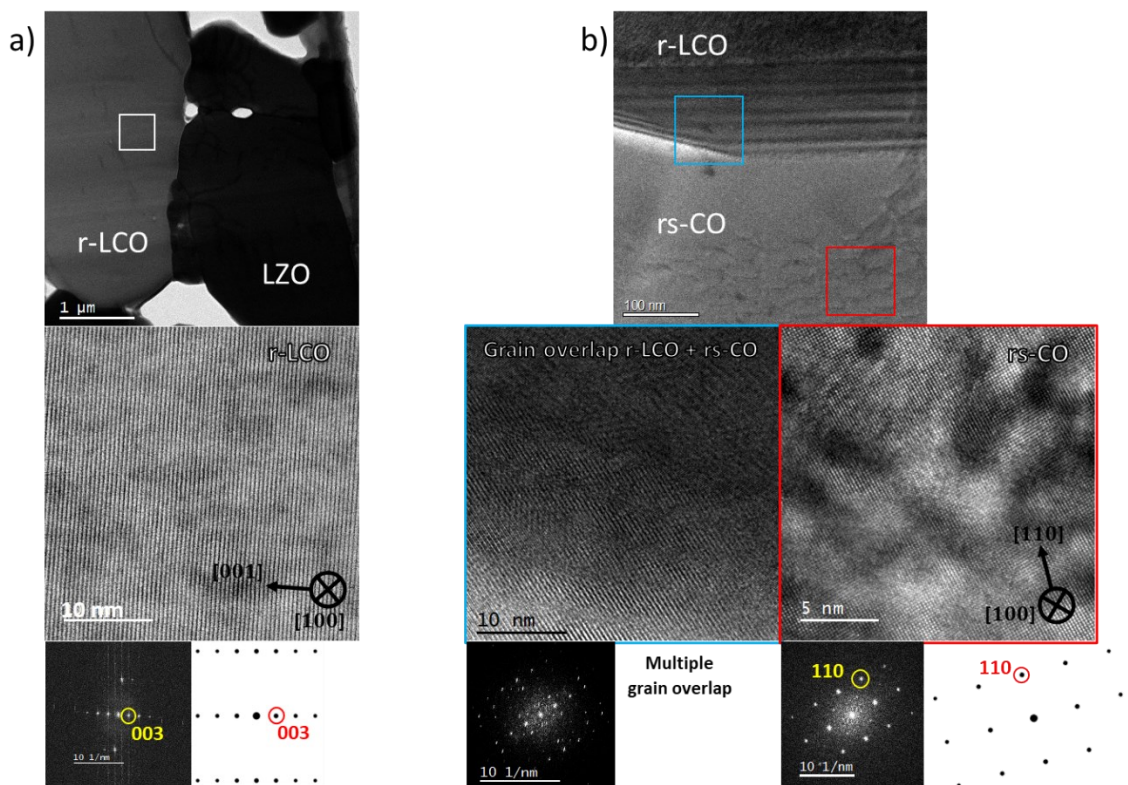 a)
r-LCO
LZO
1 µm
r-LCO
[001]
[100]
10 nm
003
003
10 1/nm
b)
r-LCO
rs-CO
100 nm
Grain overlap r-LCO + rs-CO
10 nm
rs-CO
[110]
[100]
5 nm
Multiple
grain overlap
10 1/nm
110
110
10 1/nm